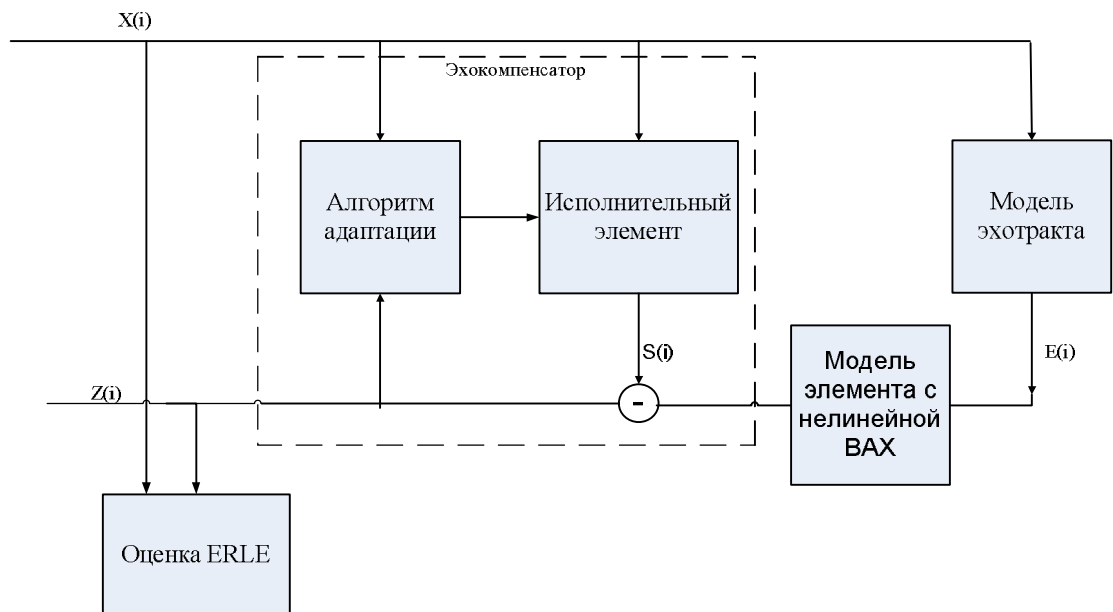 X(i)
Эхокомпенсатор
Алгоритм
адаптации
Исполнительный
элемент
Модель
эхотракта
S(i)
E(i)
Модель
элемента с
нелинейной
ВАХ
Z(i)
-
Оценка ERLE